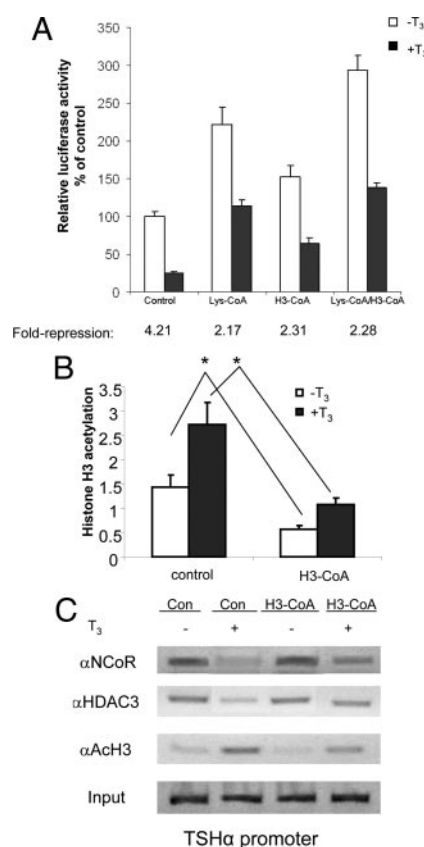 A
-T3
+T3
Relative luciferase activity
% of control
350
300
250
200
150
100
50
0
Control Lys-CoA H3-CoA Lys-CoA/H3-CoA
Fold-repression: 4.21 2.17 2.31 2.28
B
* *
-T3
+T3
Histone H3 acetylation
3.5
3
2.5
2
1.5
1
0.5
0
control H3-CoA
C
Con Con H3-CoA H3-CoA
T3 - + - +
αNCoR
αHDAC3
αAcH3
Input
TSHα promoter